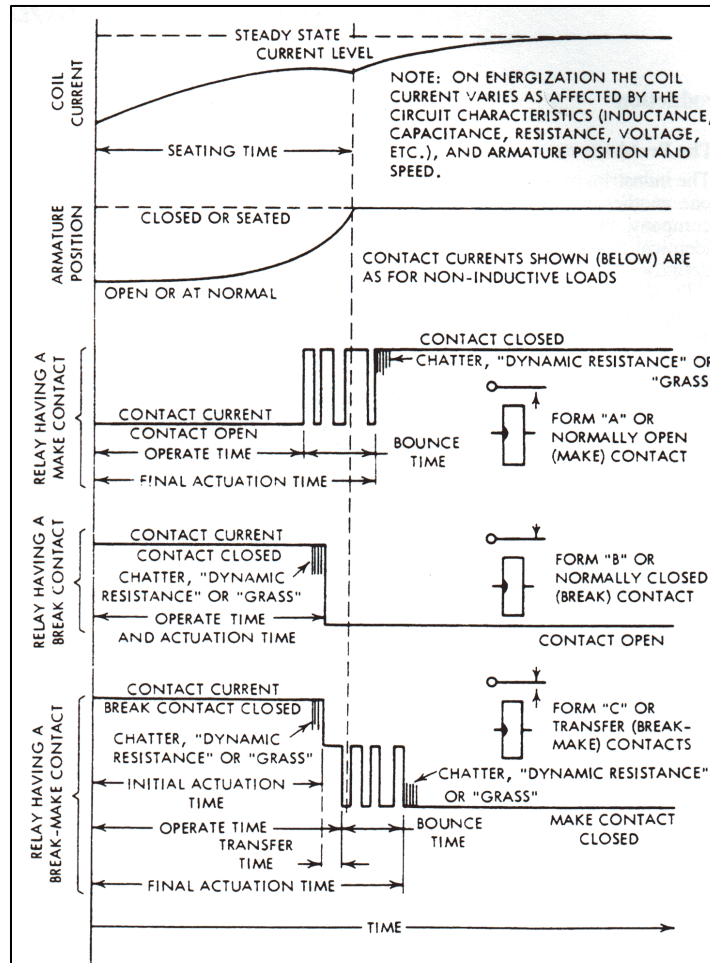 STEADY STATE
CURRENT LEVEL
COIL
CURRENT
NOTE: ON ENERGIZATION THE COIL
CURRENT VARIES AS AFFECTED BY THE
CIRCUIT CHARACTERISTICS (INDUCTANCE,
CAPACITANCE, RESISTANCE, VOLTAGE,
ETC.), AND ARMATURE POSITION AND
SPEED.
SEATING TIME
ARMATURE
POSITION
CLOSED OR SEATED
OPEN OR AT NORMAL
CONTACT CURRENTS SHOWN (BELOW) ARE
AS FOR NON-INDUCTIVE LOADS
RELAY HAVING A
MAKE CONTACT
CONTACT CLOSED
CHATTER, "DYNAMIC RESISTANCE" OR
"GRASS
CONTACT CURRENT
CONTACT OPEN
OPERATE TIME
BOUNCE
TIME
FINAL ACTUATION TIME
FORM "A" OR
NORMALLY OPEN
(MAKE) CONTACT
RELAY HAVING A
BREAK CONTACT
CONTACT CURRENT
CONTACT CLOSED
CHATTER, "DYNAMIC
RESISTANCE" OR "GRASS"
OPERATE TIME
AND ACTUATION TIME
FORM "B" OR
NORMALLY CLOSED
(BREAK) CONTACT
CONTACT OPEN
RELAY HAVING A
BREAK-MAKE CONTACT
CONTACT CURRENT
BREAK CONTACT CLOSED
CHATTER, "DYNAMIC
RESISTANCE" OR "GRASS"
INITIAL ACTUATION
TIME
OPERATE TIME
TRANSFER
TIME
BOUNCE
TIME
FINAL ACTUATION TIME
FORM "C" OR
TRANSFER (BREAK-
MAKE) CONTACTS
CHATTER, "DYNAMIC RESISTANCE"
OR "GRASS"
MAKE CONTACT
CLOSED
TIME